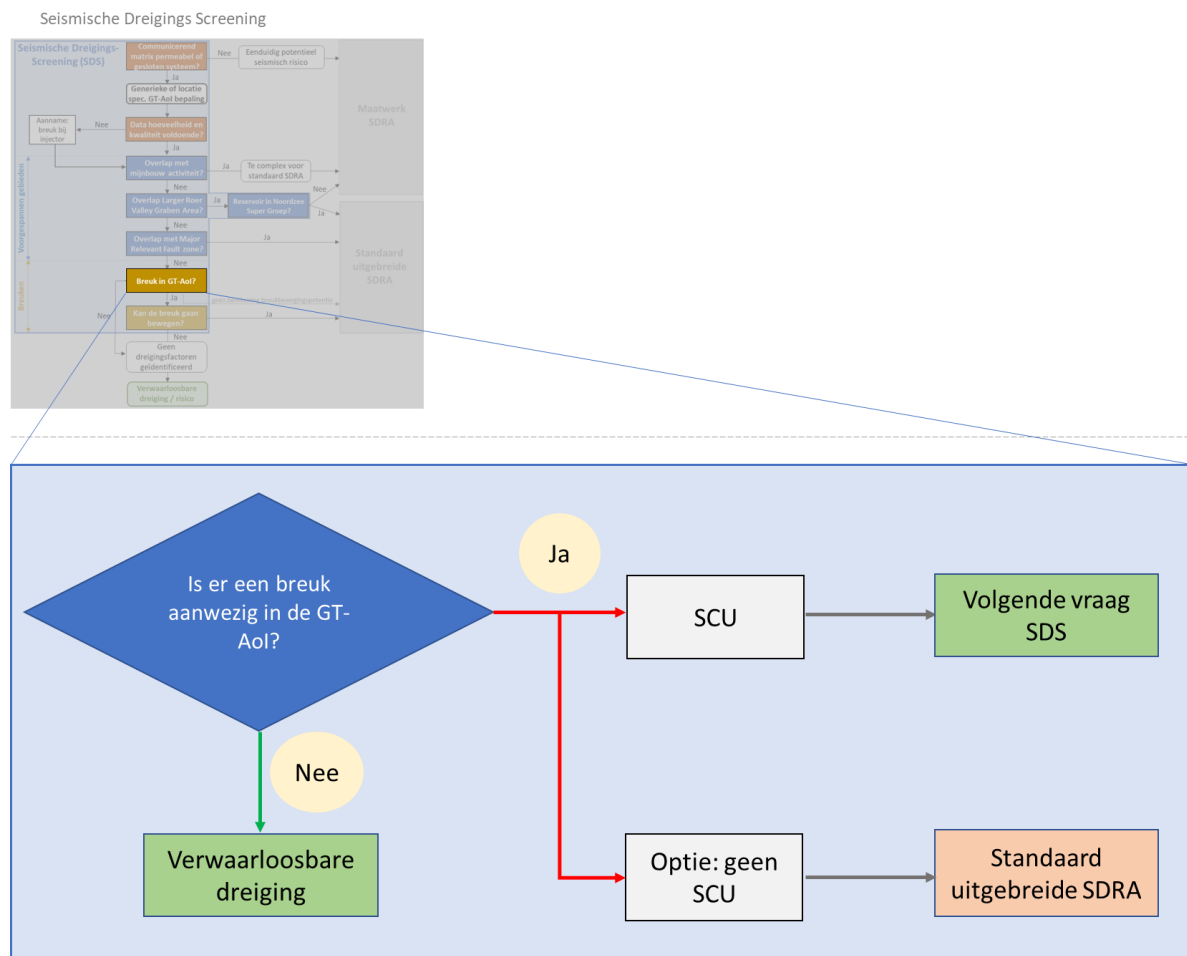 Seismische Dreigings Screening
Seismische Dreigings-
Screening (SDS)
Communicerend
matrix permeabel of
gesloten systeem?
Nee
Eenduidig potentieel
seismisch risico
Ja
Generieke of locatie
spec. GT-AoI bepaling
Maatwerk
SDRA
Aanname:
breuk bij
injector
Nee
Data hoeveelheid en
kwaliteit voldoende?
Ja
Voorgespannen gebieden
Overlap met
mijnbouw activiteit?
Ja
Te complex voor
standaard SDRA
Nee
Nee
Overlap Larger Roer
Valley Graben Area?
Ja
Reservoir in Noordzee
Super Groep?
Ja
Nee
Overlap met Major
Relevant Fault zone?
Ja
Standaard
uitgebreide
SDRA
Nee
Breuken
Breuk in GT-AoI?
Ja
Nee
Kan de breuk gaan
bewegen?
Ja
Nee
Geen
dreigingsfactoren
geïdentificeerd
Verwaarloosbare
dreiging / risico
Is er een breuk
aanwezig in de GT-
AoI?
Ja
SCU
Volgende vraag
SDS
Nee
Verwaarloosbare
dreiging
Optie: geen
SCU
Standaard
uitgebreide SDRA